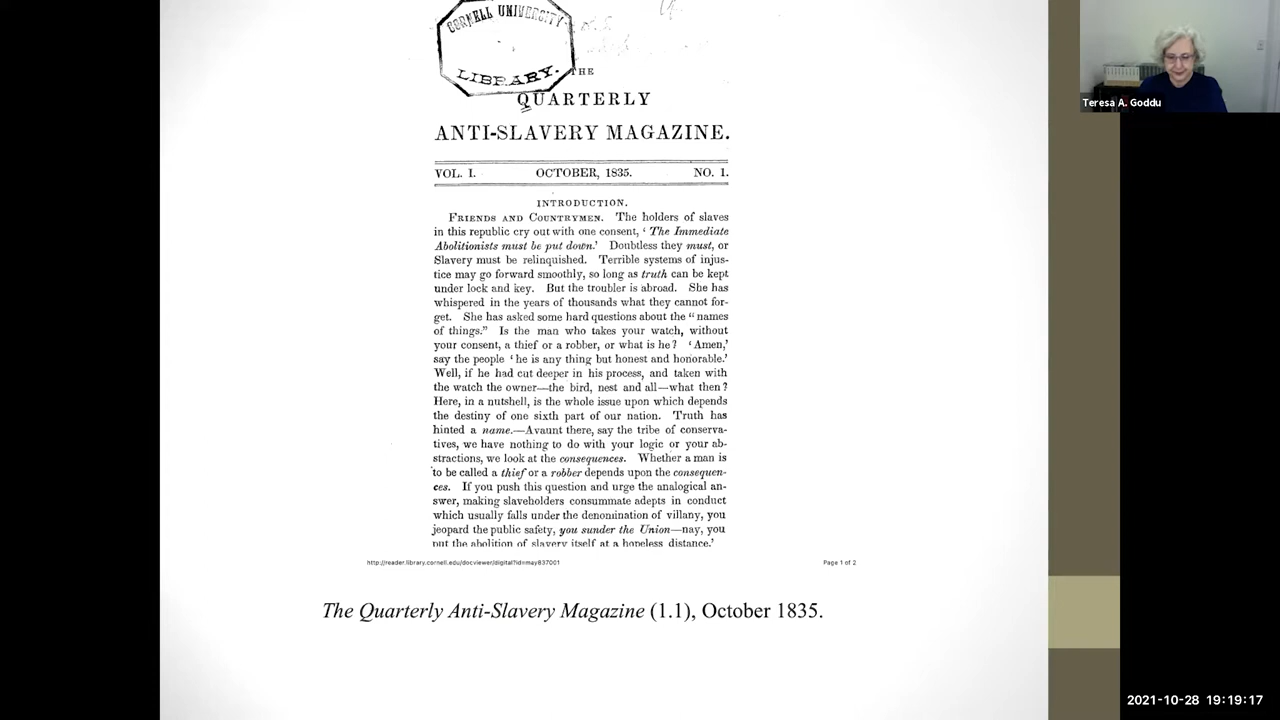 CORNELL UNIVERSITY
LIBRARY.
THE
QUARTERLY
ANTI-SLAVERY MAGAZINE.
VOL. I. OCTOBER, 1835. NO. 1.
INTRODUCTION.
FRIENDS AND COUNTRYMEN. The holders of slaves
in this republic cry out with one consent, ‘ The Immediate
Abolitionists must be put down.’ Doubtless they must, or
Slavery must be relinquished. Terrible systems of injus-
tice may go forward smoothly, so long as truth can be kept
under lock and key. But the troubler is abroad. She has
whispered in the years of thousands what they cannot for-
get. She has asked some hard questions about the “ names
of things.” Is the man who takes your watch, without
your consent, a thief or a robber, or what is he? ‘Amen,’
say the people ‘ he is any thing but honest and honorable.’
Well, if he had cut deeper in his process, and taken with
the watch the owner—the bird, nest and all—what then?
Here, in a nutshell, is the whole issue upon which depends
the destiny of one sixth part of our nation. Truth has
hinted a name.—Avaunt there, say the tribe of conserva-
tives, we have nothing to do with your logic or your ab-
stractions, we look at the consequences. Whether a man is
to be called a thief or a robber depends upon the consequen-
ces. If you push this question and urge the analogical an-
swer, making slaveholders consummate adepts in conduct
which usually falls under the denomination of villany, you
jeopard the public safety, you sunder the Union—nay, you
put the abolition of slavery itself at a hopeless distance.’
http://reader.library.cornell.edu/docviewer/digital?id=may837001 Page 1 of 2
The Quarterly Anti-Slavery Magazine (1.1), October 1835.
Teresa A. Goddu
2021-10-28 19:19:17